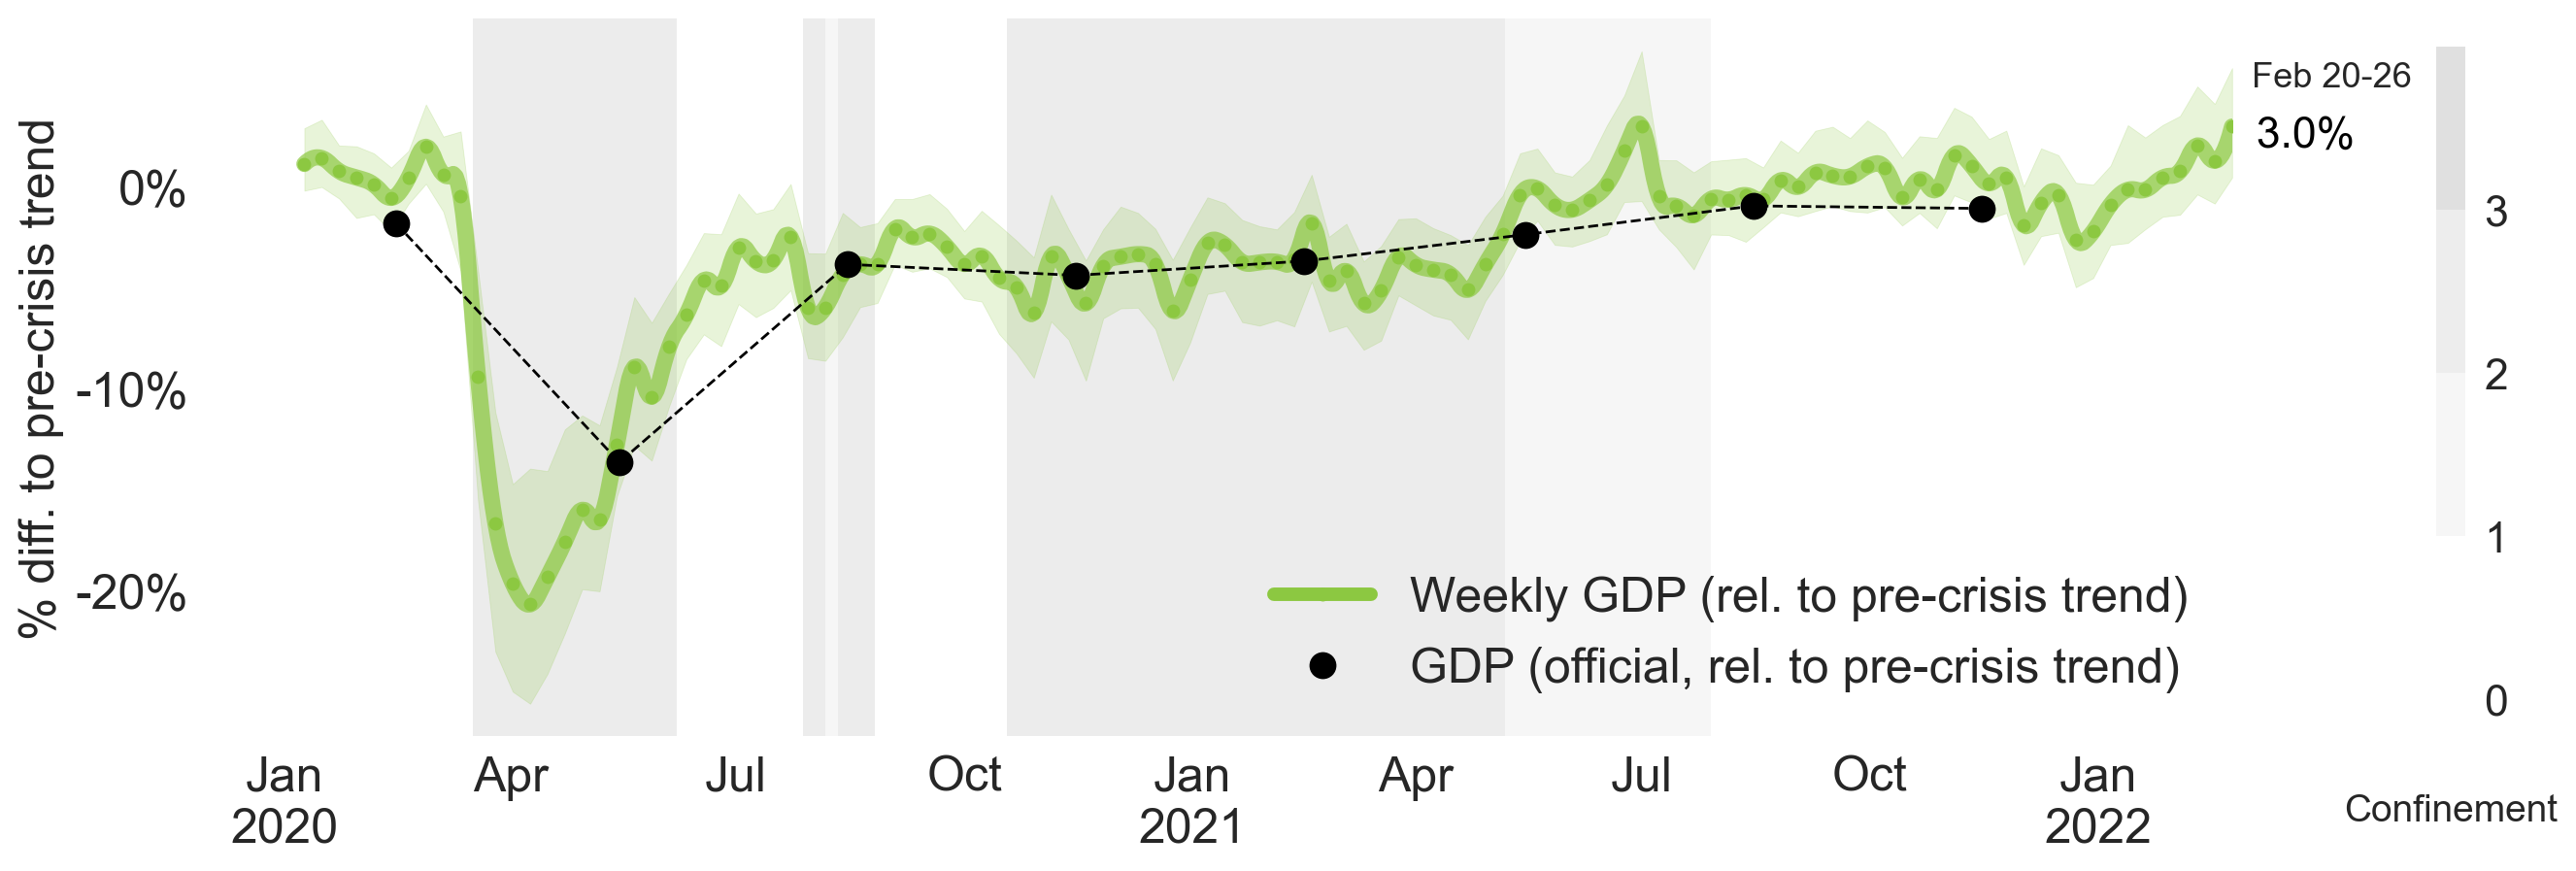 % diff. to pre-crisis trend
0%
-10%
-20%
Feb 20-26
3.0%
3
2
1
0
Weekly GDP (rel. to pre-crisis trend)
GDP (official, rel. to pre-crisis trend)
Jan Apr Jul Oct Jan Apr Jul Oct Jan
2020 2021 2022
Confinement